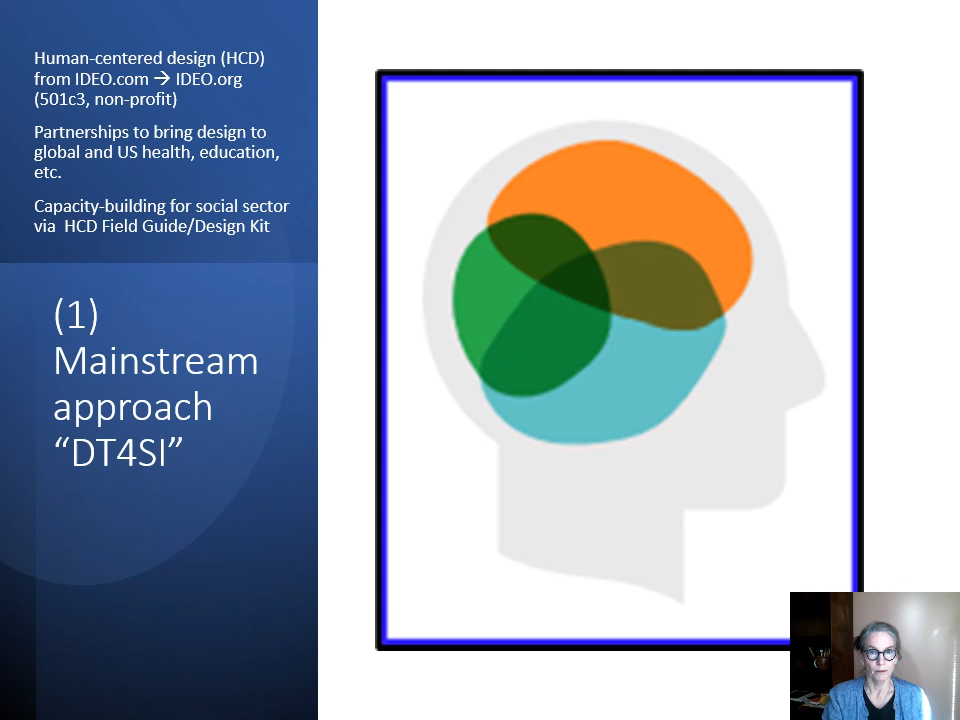 Human-centered design (HCD)
from IDEO.com → IDEO.org
(501c3, non-profit)
Partnerships to bring design to
global and US health, education,
etc.
Capacity-building for social sector
via  HCD Field Guide/Design Kit
(1)
Mainstream
approach
“DT4SI”